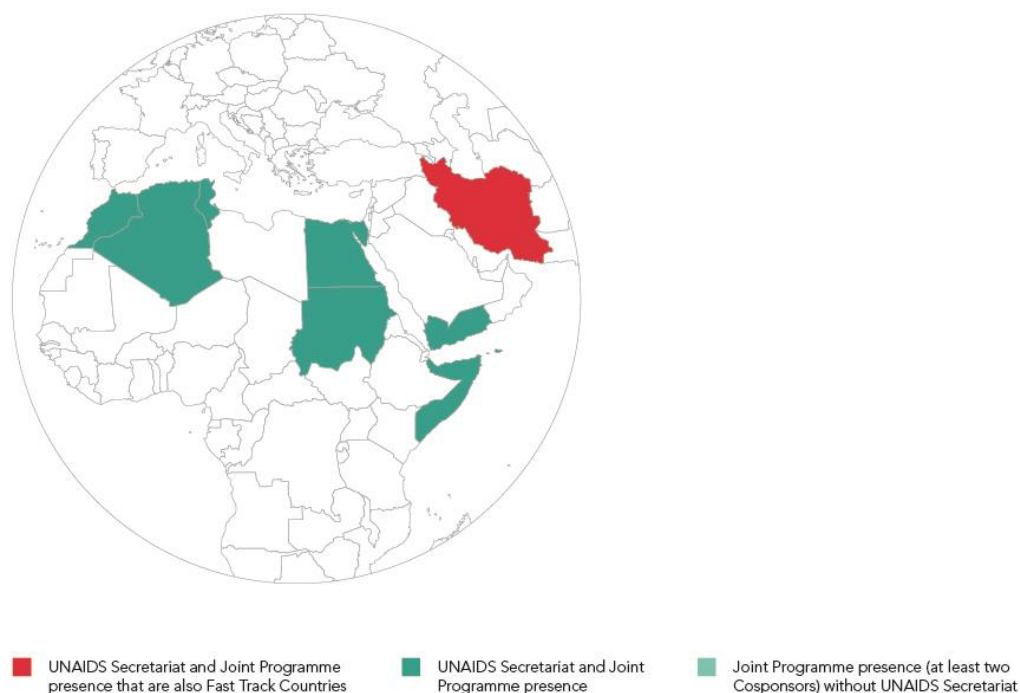 UNAIDS Secretariat and Joint Programme
presence that are also Fast Track Countries
UNAIDS Secretariat and Joint
Programme presence
Joint Programme presence (at least two
Cosponsors) without UNAIDS Secretariat